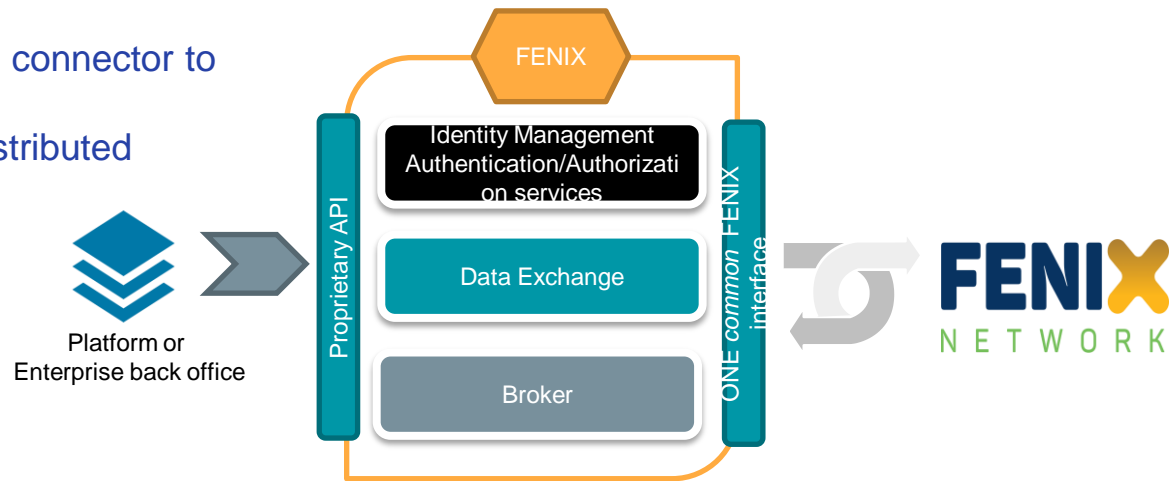 connector to
stributed
FENIX
Identity Management
Authentication/Authorizati
on services
Proprietary API
Data Exchange
Broker
ONE common FENIX
interface
Platform or
Enterprise back office
FENIX
NETWORK